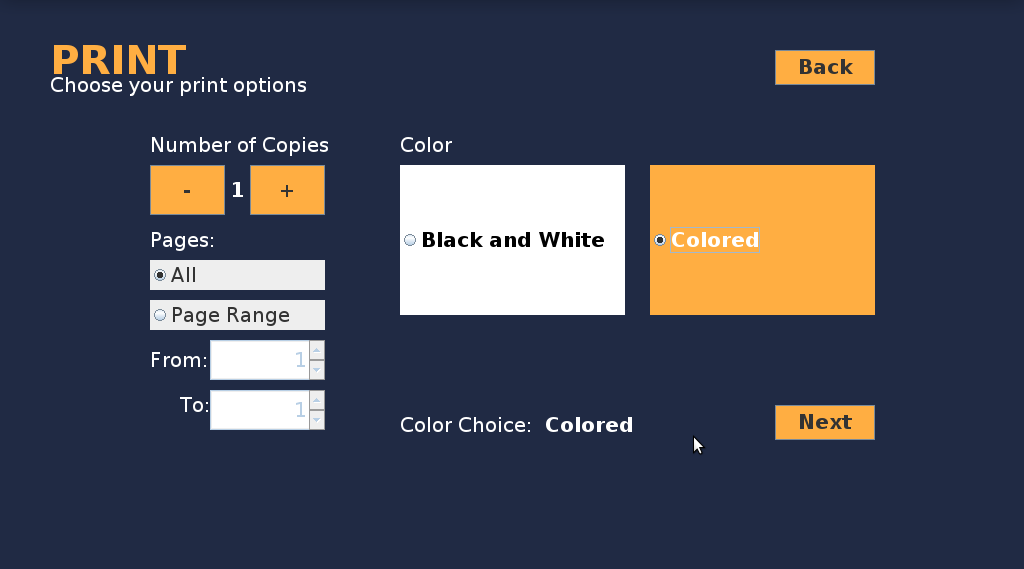 PRINT
Choose your print options
Back
Number of Copies
- 1 +
Pages:
All
Page Range
From: 1
To: 1
Color
Black and White
Colored
Color Choice: Colored
Next